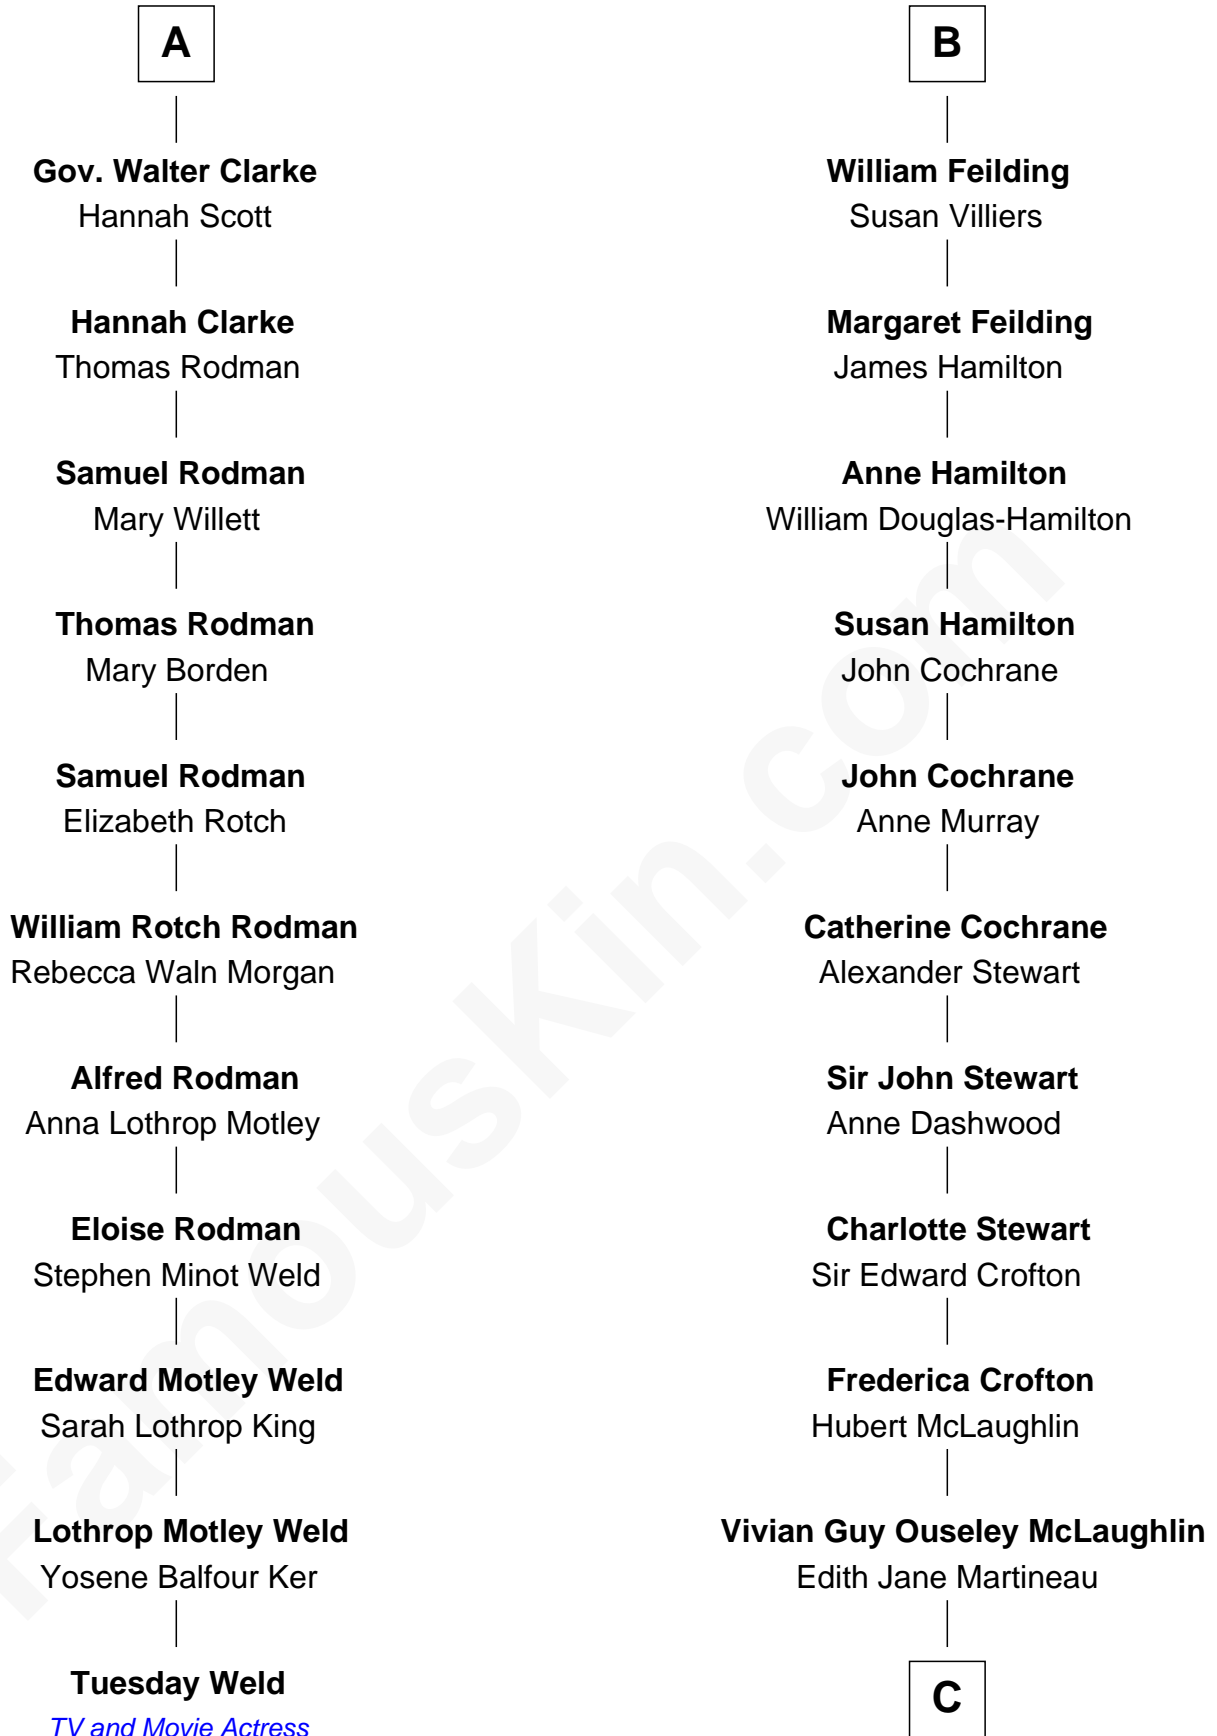 A
Gov. Walter Clarke
Hannah Scott
Hannah Clarke
Thomas Rodman
Samuel Rodman
Mary Willett
Thomas Rodman
Mary Borden
Samuel Rodman
Elizabeth Rotch
William Rotch Rodman
Rebecca Waln Morgan
Alfred Rodman
Anna Lothrop Motley
Eloise Rodman
Stephen Minot Weld
Edward Motley Weld
Sarah Lothrop King
Lothrop Motley Weld
Yosene Balfour Ker
Tuesday Weld
TV and Movie Actress
B
William Feilding
Susan Villiers
Margaret Feilding
James Hamilton
Anne Hamilton
William Douglas-Hamilton
Susan Hamilton
John Cochrane
John Cochrane
Anne Murray
Catherine Cochrane
Alexander Stewart
Sir John Stewart
Anne Dashwood
Charlotte Stewart
Sir Edward Crofton
Frederica Crofton
Hubert McLaughlin
Vivian Guy Ouseley McLaughlin
Edith Jane Martineau
C
FamousKin.com